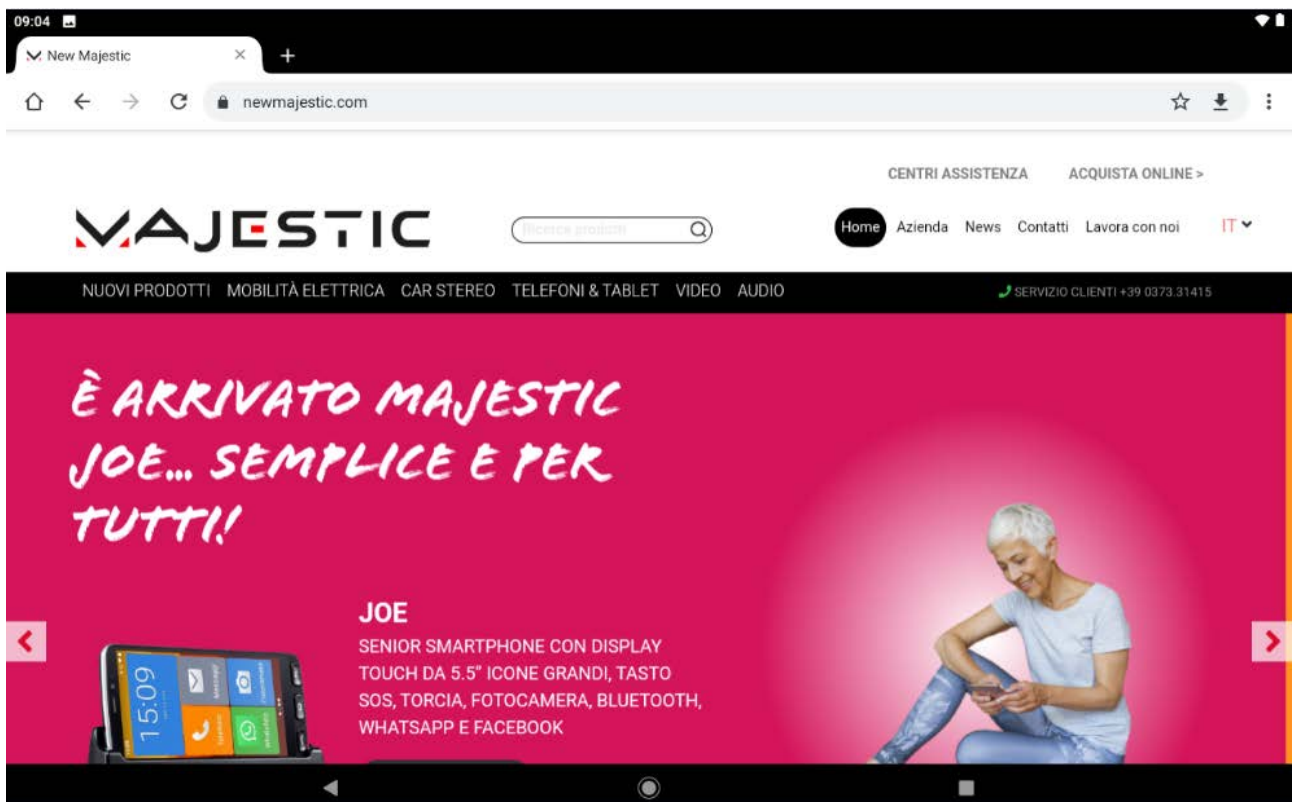 09:04
New Majestic
newmajestic.com
CENTRI ASSISTENZA ACQUISTA ONLINE >
MAJESTIC
Ricerca prodotti
Home Azienda News Contatti Lavora con noi IT
NUOVI PRODOTTI MOBILITÀ ELETTRICA CAR STEREO TELEFONI & TABLET VIDEO AUDIO
SERVIZIO CLIENTI +39 0373.31415
È ARRIVATO MAJESTIC
JOE... SEMPLICE E PER
TUTTI!
JOE
SENIOR SMARTPHONE CON DISPLAY
TOUCH DA 5.5" ICONE GRANDI, TASTO
SOS, TORCIA, FOTOCAMERA, BLUETOOTH,
WHATSAPP E FACEBOOK
15:09